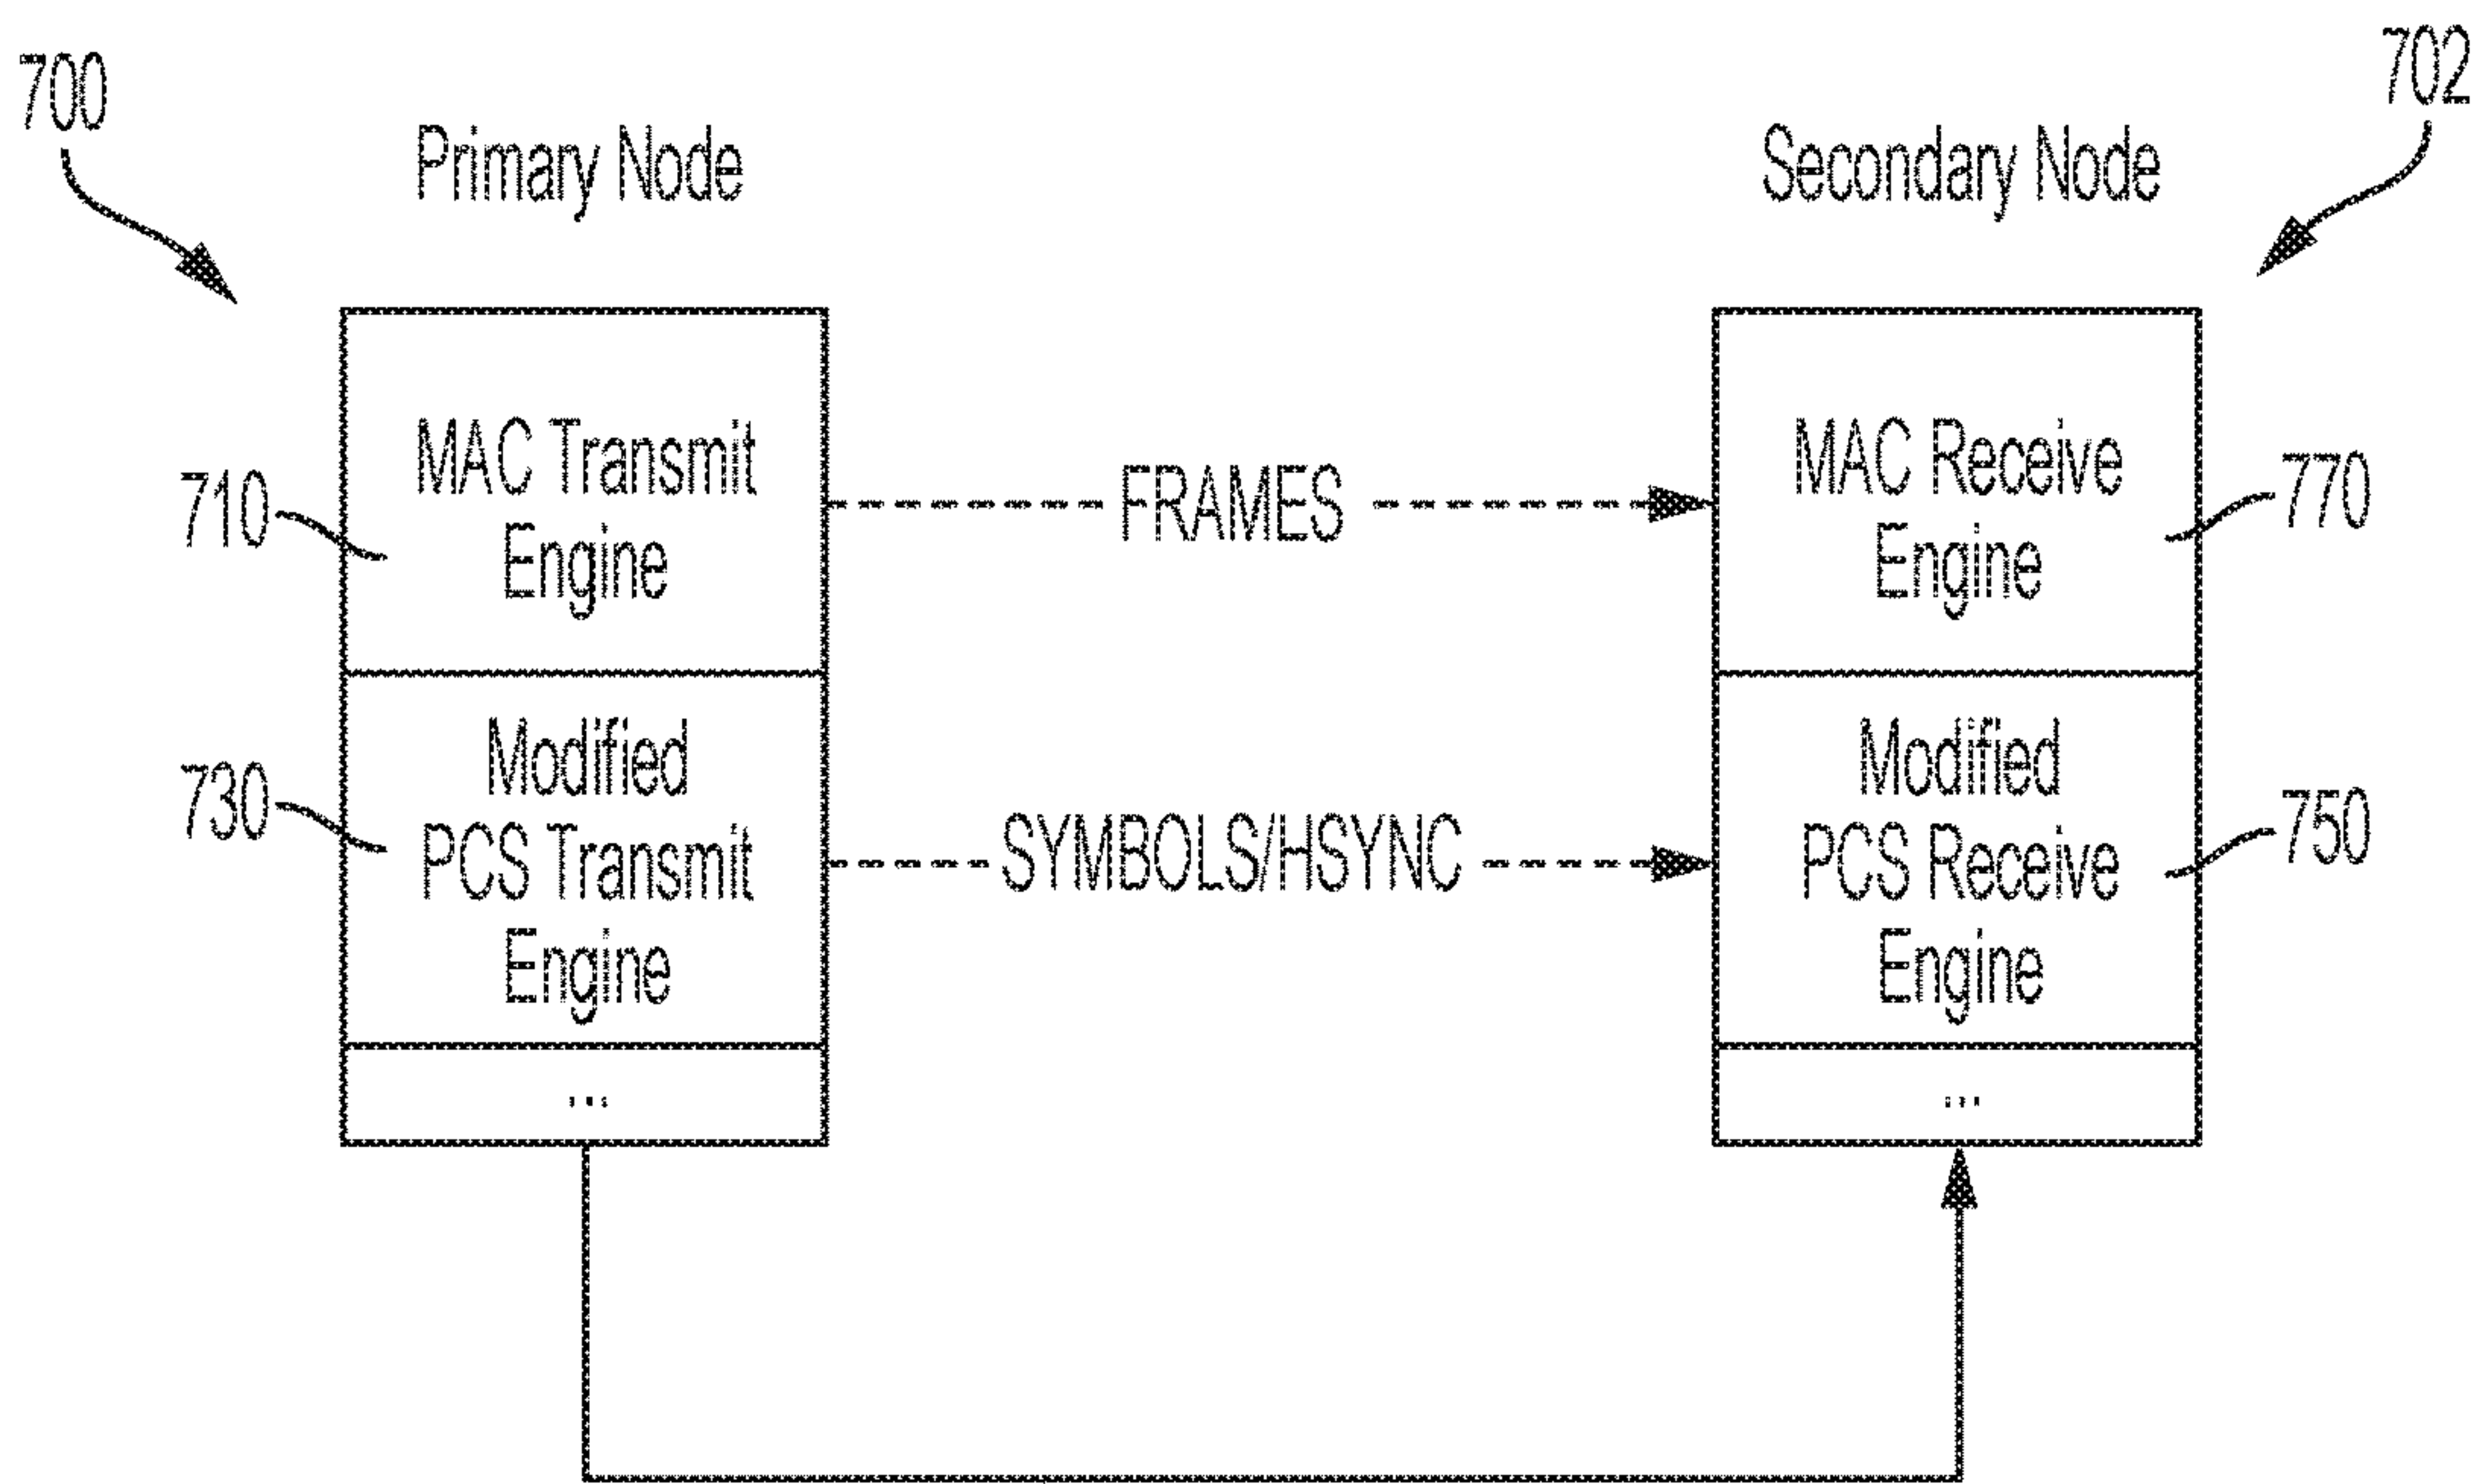 700
702
Primary Node
Secondary Node
MAC Transmit
Engine
710
FRAMES
MAC Receive
Engine
770
Modified
PCS Transmit
Engine
730
SYMBOLS/HSYNC
Modified
PCS Receive
Engine
750
...
...